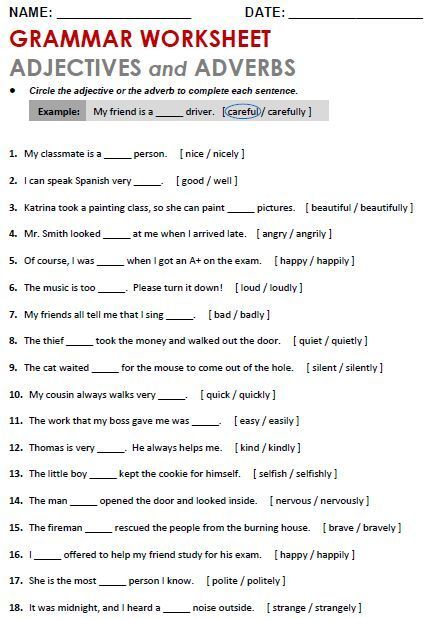 NAME: ____________________ DATE: ____________________
GRAMMAR WORKSHEET
ADJECTIVES and ADVERBS
● Circle the adjective or the adverb to complete each sentence.
Example: My friend is a _____ driver. [ careful / carefully ]
1. My classmate is a _____ person. [ nice / nicely ]
2. I can speak Spanish very _____. [ good / well ]
3. Katrina took a painting class, so she can paint _____ pictures. [ beautiful / beautifully ]
4. Mr. Smith looked _____ at me when I arrived late. [ angry / angrily ]
5. Of course, I was _____ when I got an A+ on the exam. [ happy / happily ]
6. The music is too _____. Please turn it down! [ loud / loudly ]
7. My friends all tell me that I sing _____. [ bad / badly ]
8. The thief _____ took the money and walked out the door. [ quiet / quietly ]
9. The cat waited _____ for the mouse to come out of the hole. [ silent / silently ]
10. My cousin always walks very _____. [ quick / quickly ]
11. The work that my boss gave me was _____. [ easy / easily ]
12. Thomas is very _____. He always helps me. [ kind / kindly ]
13. The little boy _____ kept the cookie for himself. [ selfish / selfishly ]
14. The man _____ opened the door and looked inside. [ nervous / nervously ]
15. The fireman _____ rescued the people from the burning house. [ brave / bravely ]
16. I _____ offered to help my friend study for his exam. [ happy / happily ]
17. She is the most _____ person I know. [ polite / politely ]
18. It was midnight, and I heard a _____ noise outside. [ strange / strangely ]